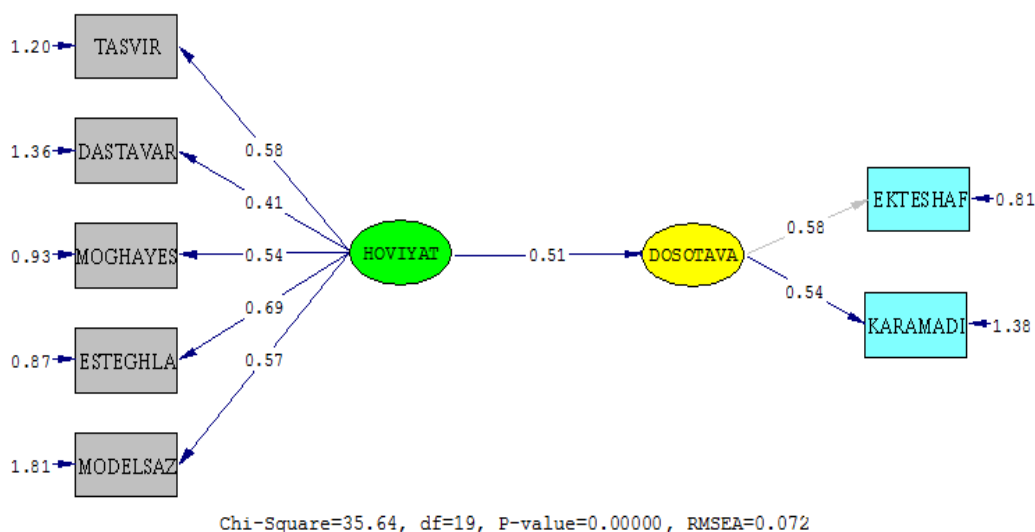 1.20
TASVIR
0.58
1.36
DASTAVAR
0.41
EKTESHAF
0.81
0.58
0.93
MOGHAYES
0.54
HOVIYAT
0.51
DOSOTAVA
0.54
0.69
KARAMADI
1.38
0.87
ESTEGHLA
0.57
1.81
MODELSAZ
Chi-Square=35.64, df=19, P-value=0.00000, RMSEA=0.072